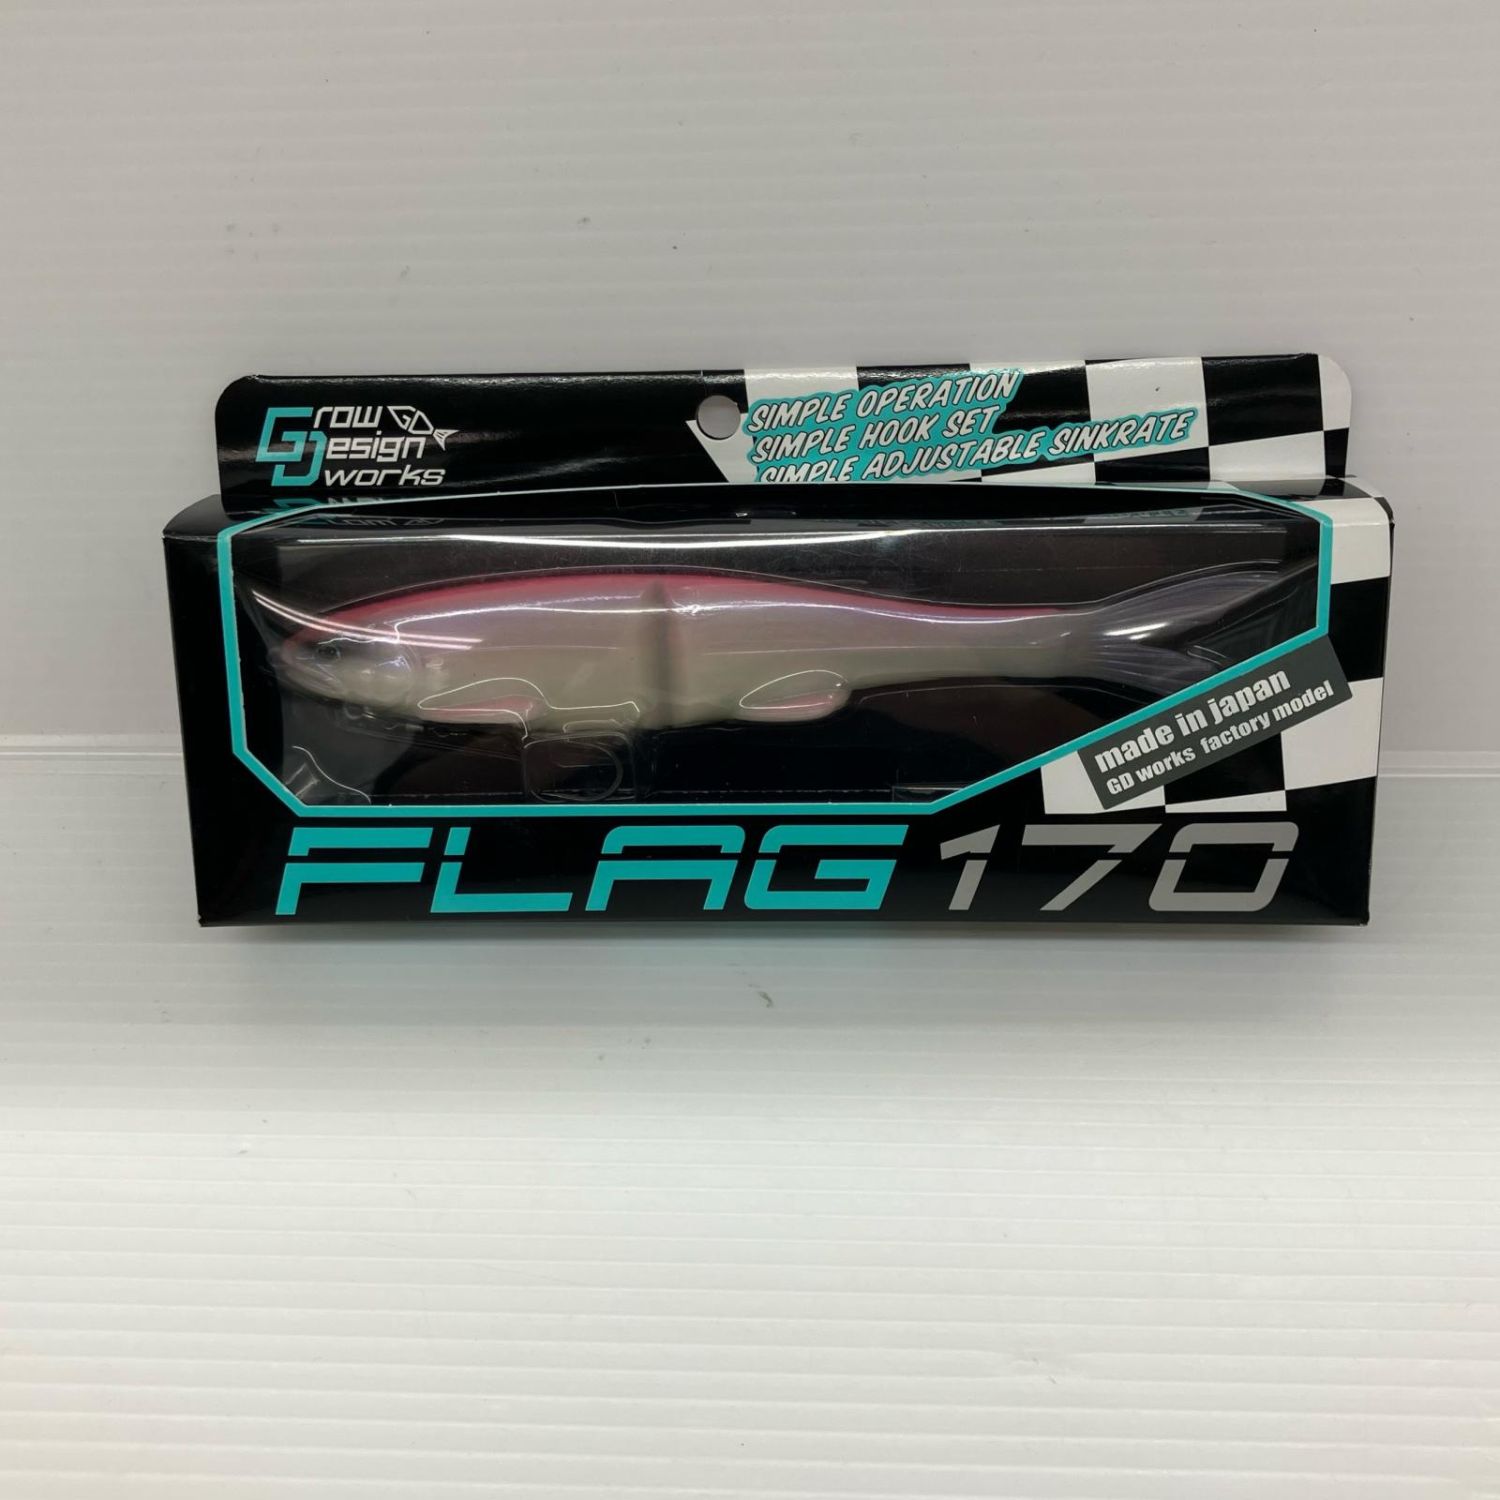 Grow GD
Design
works
SIMPLE OPERATION
SIMPLE HOOK SET
SIMPLE ADJUSTABLE SINKRATE
made in japan
GD works factory model
FLAG 170